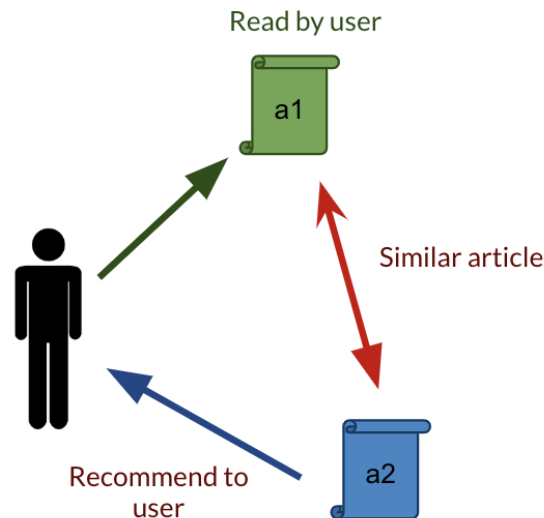 Read by user
a1
Similar article
Recommend to
user
a2